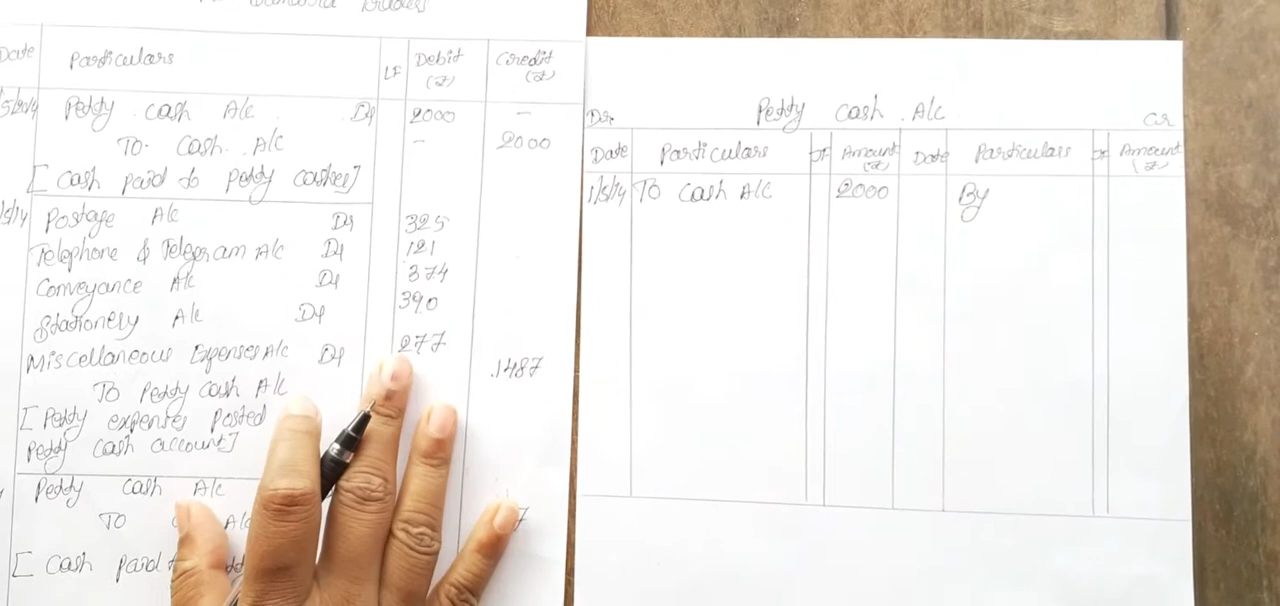 Date Particulars LF Debit (₹) Credit (₹)
Petty cash A/c Dr 2000 -
To cash A/c - 2000
[ Cash paid to petty cashier]
Postage A/c Dr 325
Telephone & Telegram A/c Dr 121
Conveyance A/c Dr 374
Stationery A/c Dr 390
Miscellaneous Expenses A/c Dr 277
To Petty cash A/c 1487
[ Petty expenses posted
Petty cash account]
Petty cash A/c
To A/c
[ Cash paid
Dr Petty cash A/c Cr
Date Particulars JF Amount (₹) Date Particulars JF Amount (₹)
1/5/14 To cash A/c 2000 By